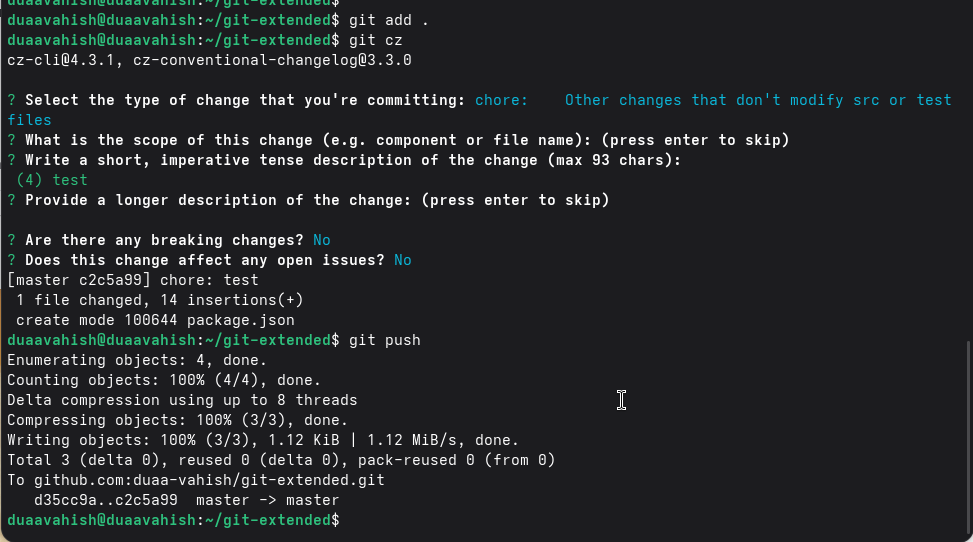 duaavahish@duaavahish:~/git-extended$
duaavahish@duaavahish:~/git-extended$ git add .
duaavahish@duaavahish:~/git-extended$ git cz
cz-cli@4.3.1, cz-conventional-changelog@3.3.0
? Select the type of change that you're committing: chore:    Other changes that don't modify src or test
files
? What is the scope of this change (e.g. component or file name): (press enter to skip)
? Write a short, imperative tense description of the change (max 93 chars):
 (4) test
? Provide a longer description of the change: (press enter to skip)
? Are there any breaking changes? No
? Does this change affect any open issues? No
[master c2c5a99] chore: test
 1 file changed, 14 insertions(+)
 create mode 100644 package.json
duaavahish@duaavahish:~/git-extended$ git push
Enumerating objects: 4, done.
Counting objects: 100% (4/4), done.
Delta compression using up to 8 threads
Compressing objects: 100% (3/3), done.
Writing objects: 100% (3/3), 1.12 KiB | 1.12 MiB/s, done.
Total 3 (delta 0), reused 0 (delta 0), pack-reused 0 (from 0)
To github.com:duaa-vahish/git-extended.git
   d35cc9a..c2c5a99  master -> master
duaavahish@duaavahish:~/git-extended$